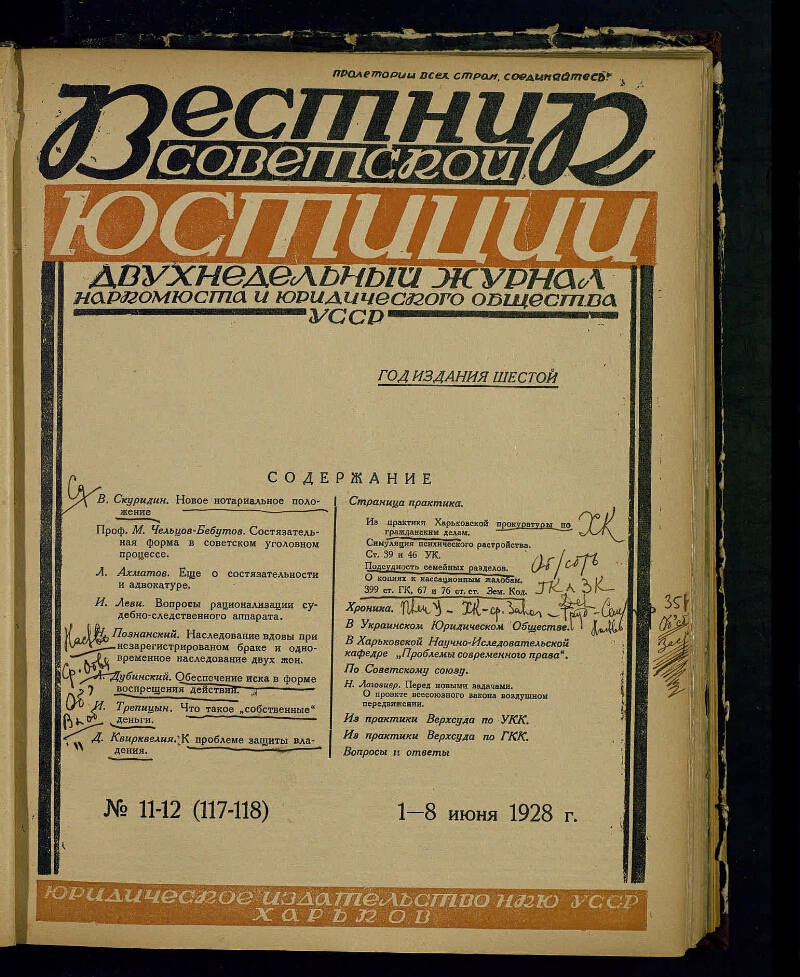 ПРОЛЕТАРИИ ВСЕХ СТРАН, СОЕДИНЯЙТЕСЬ!
Вестник
СОВЕТСКОЙ
ЮСТИЦИИ
ДВУХНЕДЕЛЬНЫЙ ЖУРНАЛ
НАРКОМЮСТА И ЮРИДИЧЕСКОГО ОБЩЕСТВА
УССР
ГОД ИЗДАНИЯ ШЕСТОЙ
СОДЕРЖАНИЕ
В. Скуридин. Новое нотариальное поло-
жение
Проф. М. Чельцов-Бебутов. Состязатель-
ная форма в советском уголовном
процессе.
Л. Ахматов. Еще о состязательности
и адвокатуре.
И. Леви. Вопросы рационализации су-
дебно-следственного аппарата.
Познанский. Наследование вдовы при
незарегистрированом браке и одно-
временное наследование двух жен.
А. Дубинский. Обеспечение иска в форме
воспрещения действий.
И. Трепицын. Что такое „собственные"
деньги.
Д. Квирквелия. К проблеме защиты вла-
дения.
Страница практика.
Из практики Харьковской прокуратуры по
гражданским делам.
ХК
Симуляция психического растройства.
Ст. 39 и 46 УК.
Подсудность семейных разделов.
О копиях к кассационным жалобам.
399 ст. ГК, 67 и 76 ст. ст. Зем. Код.
ГК и ЗК
Хроника.
В Украинском Юридическом Обществе.
В Харьковской Научно-Иследовательской
кафедре „Проблемы современного права".
По Советскому союзу.
Н. Лаговиер. Перед новыми задачами.
О проекте всесоюзного закона воздушном
передвижении.
Из практики Верхсуда по УКК.
Из практики Верхсуда по ГКК.
Вопросы и ответы
№ 11-12 (117-118)
1—8 июня 1928 г.
ЮРИДИЧЕСКОЕ ИЗДАТЕЛЬСТВО НКЮ УССР
ХАРЬКОВ